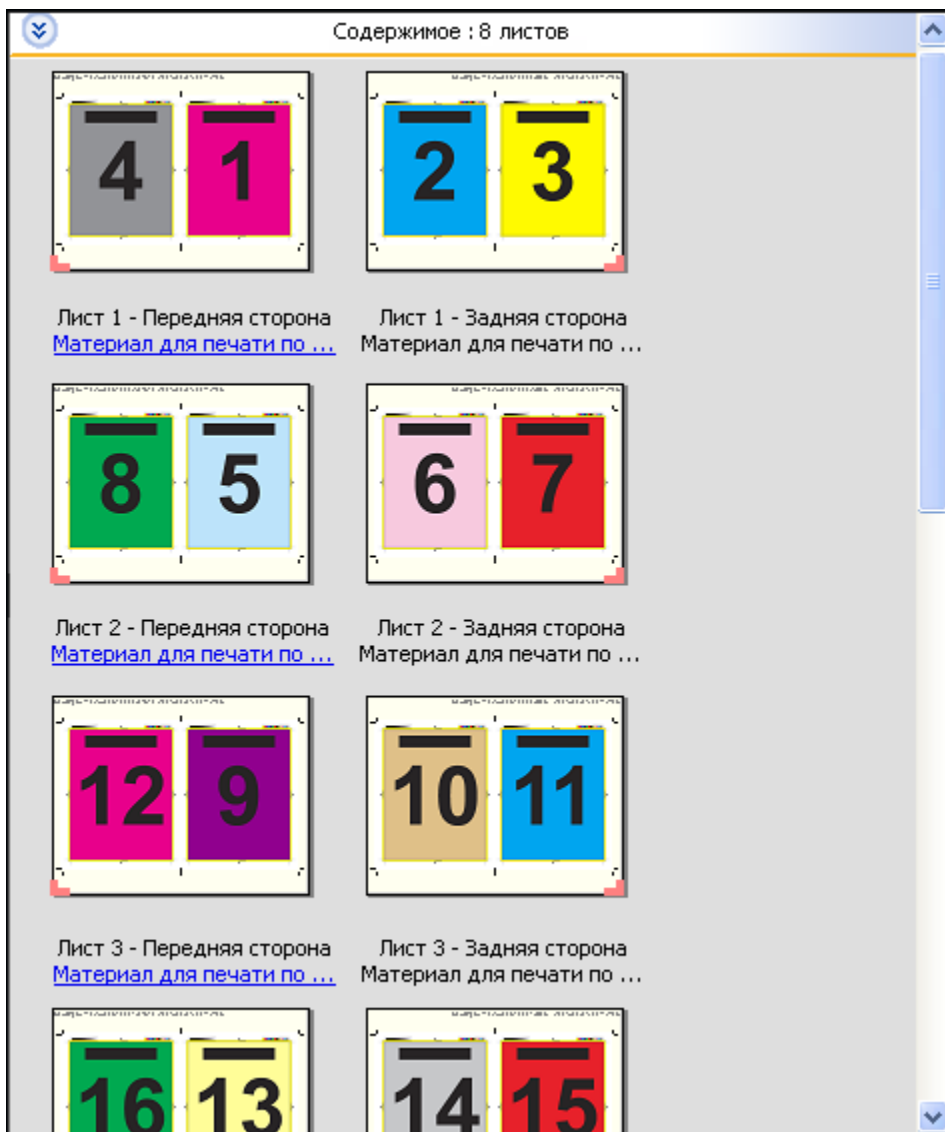 Содержимое : 8 листов
4 1 2 3
Лист 1 - Передняя сторона Лист 1 - Задняя сторона
Материал для печати по ... Материал для печати по ...
8 5 6 7
Лист 2 - Передняя сторона Лист 2 - Задняя сторона
Материал для печати по ... Материал для печати по ...
12 9 10 11
Лист 3 - Передняя сторона Лист 3 - Задняя сторона
Материал для печати по ... Материал для печати по ...
16 13 14 15